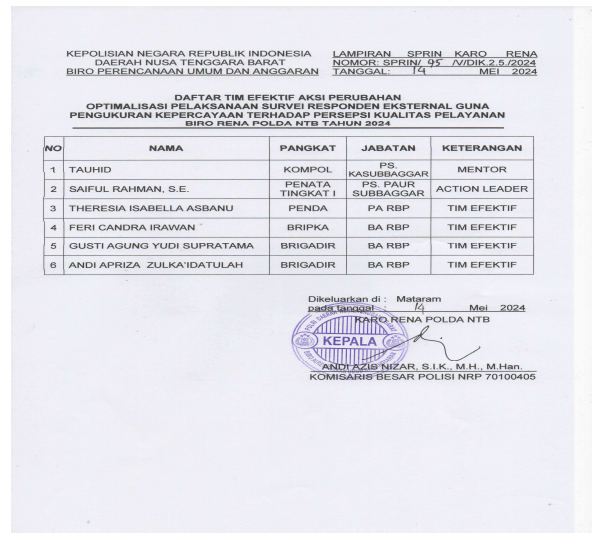 KEPOLISIAN NEGARA REPUBLIK INDONESIA
DAERAH NUSA TENGGARA BARAT
BIRO PERENCANAAN UMUM DAN ANGGARAN
LAMPIRAN SPRIN KARO RENA
NOMOR: SPRIN/ 95 /V/DIK.2.5./2024
TANGGAL: 14 MEI 2024
DAFTAR TIM EFEKTIF AKSI PERUBAHAN
OPTIMALISASI PELAKSANAAN SURVEI RESPONDEN EKSTERNAL GUNA
PENGUKURAN KEPERCAYAAN TERHADAP PERSEPSI KUALITAS PELAYANAN
BIRO RENA POLDA NTB TAHUN 2024
NO NAMA PANGKAT JABATAN KETERANGAN
1 TAUHID KOMPOL PS. KASUBBAGGAR MENTOR
2 SAIFUL RAHMAN, S.E. PENATA TINGKAT I PS. PAUR SUBBAGGAR ACTION LEADER
3 THERESIA ISABELLA ASBANU PENDA PA RBP TIM EFEKTIF
4 FERI CANDRA IRAWAN BRIPKA BA RBP TIM EFEKTIF
5 GUSTI AGUNG YUDI SUPRATAMA BRIGADIR BA RBP TIM EFEKTIF
6 ANDI APRIZA ZULKA'IDATULAH BRIGADIR BA RBP TIM EFEKTIF
Dikeluarkan di : Mataram
pada tanggal : 14 Mei 2024
KARO RENA POLDA NTB
KEPALA
ANDI AZIS NIZAR, S.I.K., M.H., M.Han.
KOMISARIS BESAR POLISI NRP 70100405